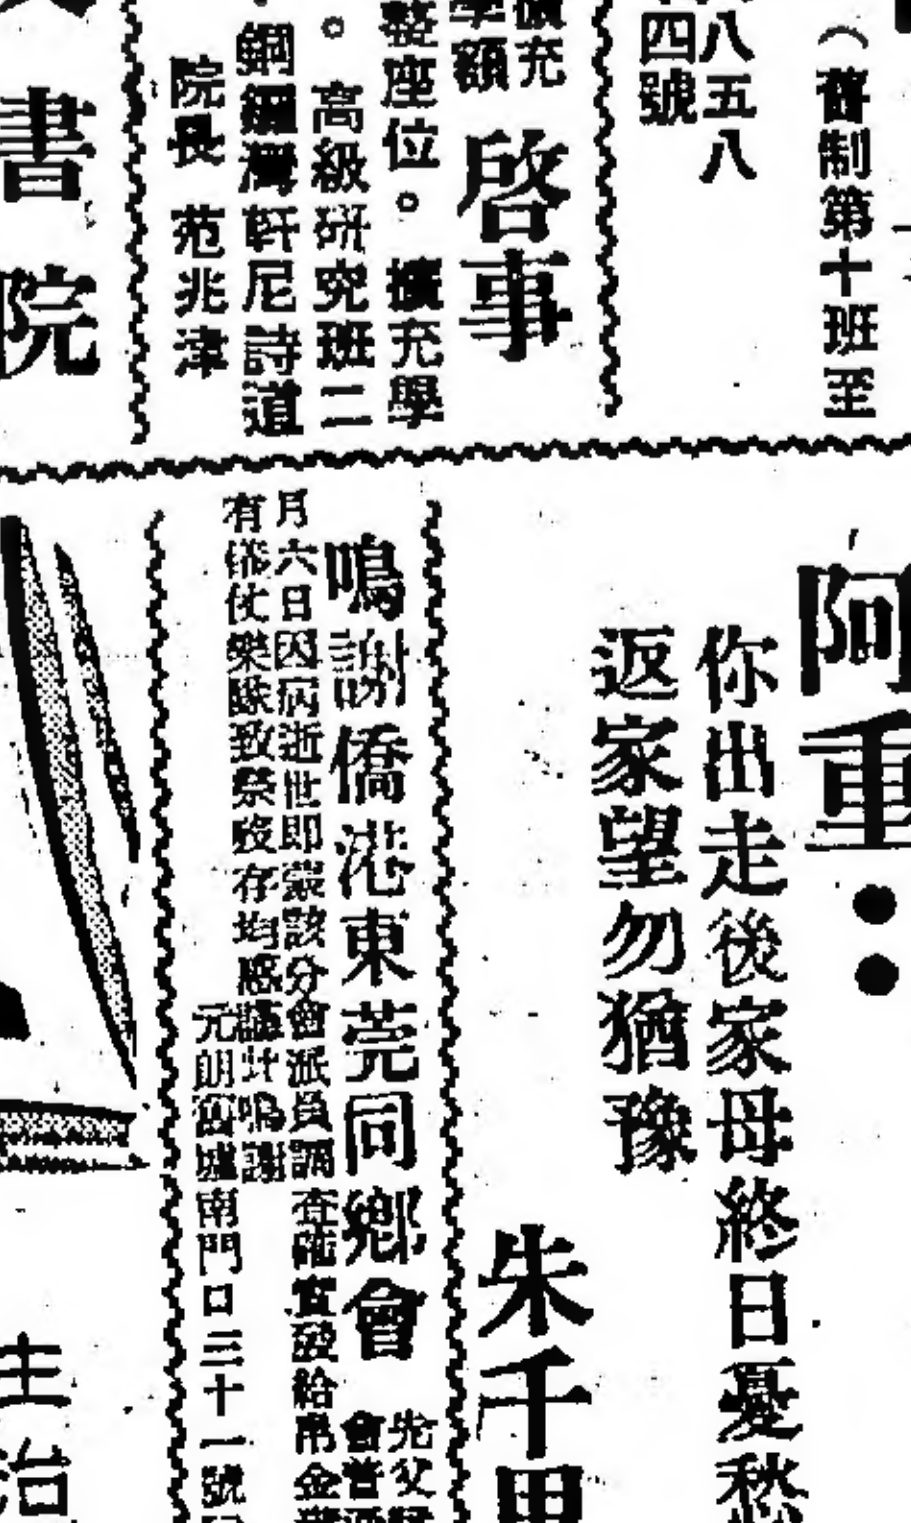 （舊制第十班至
八五八
四號
充
額
啓事
整座位。擴充學
。高級研究班二
銅鑼灣軒尼詩道
院長 范兆津
書院
阿重：
你出走後家母終日憂愁
返家望勿猶豫
朱千
鳴謝僑港東莞同鄉會
先父
會
月六日因病逝世即蒙該分會派員調查確實發給帛金
有儀仗樂隊致祭歿存均感謹此鳴謝
元朗舊墟南門口三十一號
主治